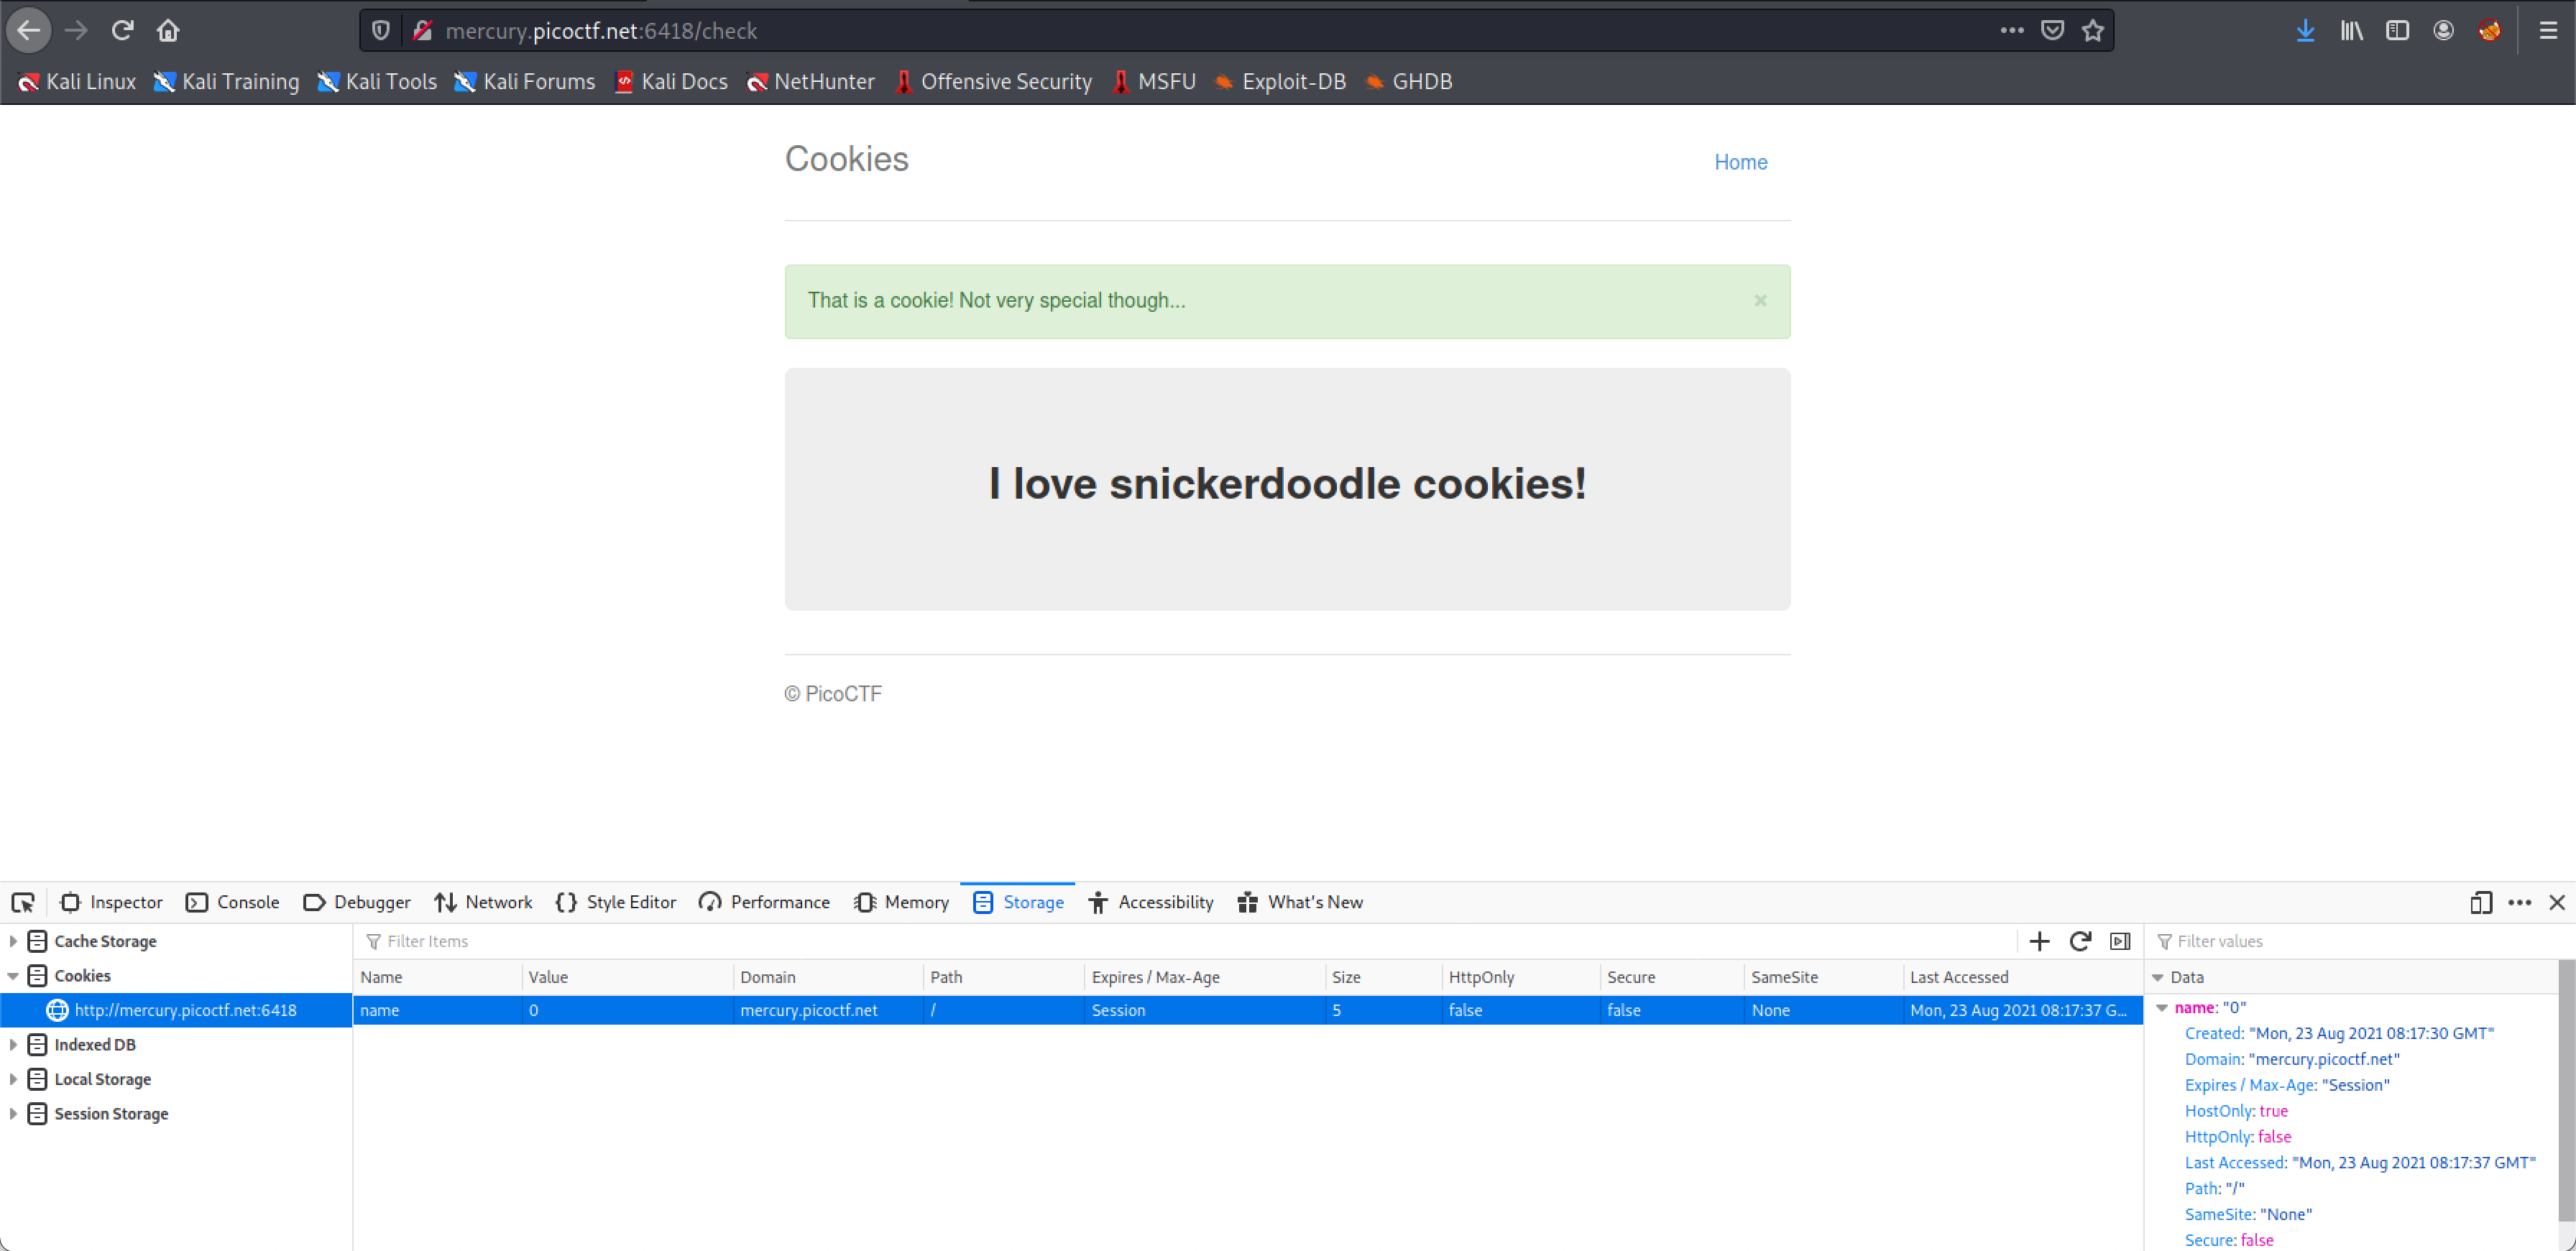 mercury.picoctf.net:6418/check
Kali Linux Kali Training Kali Tools Kali Forums Kali Docs NetHunter Offensive Security MSFU Exploit-DB GHDB
Cookies Home
That is a cookie! Not very special though... ×
I love snickerdoodle cookies!
© PicoCTF
Inspector Console Debugger Network Style Editor Performance Memory Storage Accessibility What's New
Cache Storage
Cookies
http://mercury.picoctf.net:6418
Indexed DB
Local Storage
Session Storage
Filter Items
Name Value Domain Path Expires / Max-Age Size HttpOnly Secure SameSite Last Accessed
name 0 mercury.picoctf.net / Session 5 false false None Mon, 23 Aug 2021 08:17:37 G...
Filter values
Data
name: "0"
Created: "Mon, 23 Aug 2021 08:17:30 GMT"
Domain: "mercury.picoctf.net"
Expires / Max-Age: "Session"
HostOnly: true
HttpOnly: false
Last Accessed: "Mon, 23 Aug 2021 08:17:37 GMT"
Path: "/"
SameSite: "None"
Secure: false